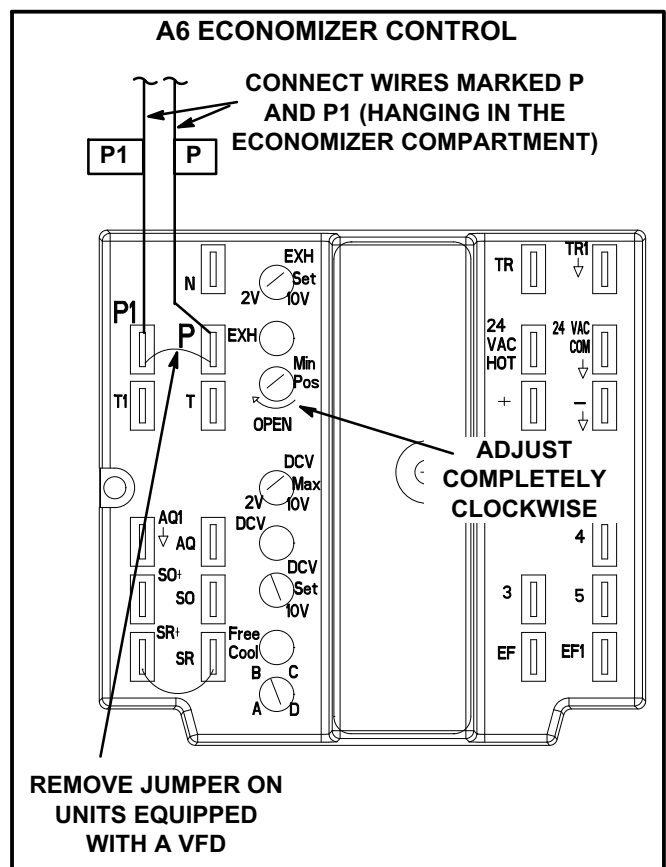 A6 ECONOMIZER CONTROL
CONNECT WIRES MARKED P
AND P1 (HANGING IN THE
ECONOMIZER COMPARTMENT)
P1 P
N
EXH
Set
2V 10V
TR TR1
P1 P
EXH
24
VAC
HOT
24 VAC
COM
Min
Pos
T1 T
OPEN
+ −
ADJUST
COMPLETELY
CLOCKWISE
DCV
Max
2V 10V
AQ1
AQ
DCV
4
SO+
SO
DCV
Set
10V
3 5
SR+
SR
Free
Cool
B C
A D
EF EF1
REMOVE JUMPER ON
UNITS EQUIPPED
WITH A VFD